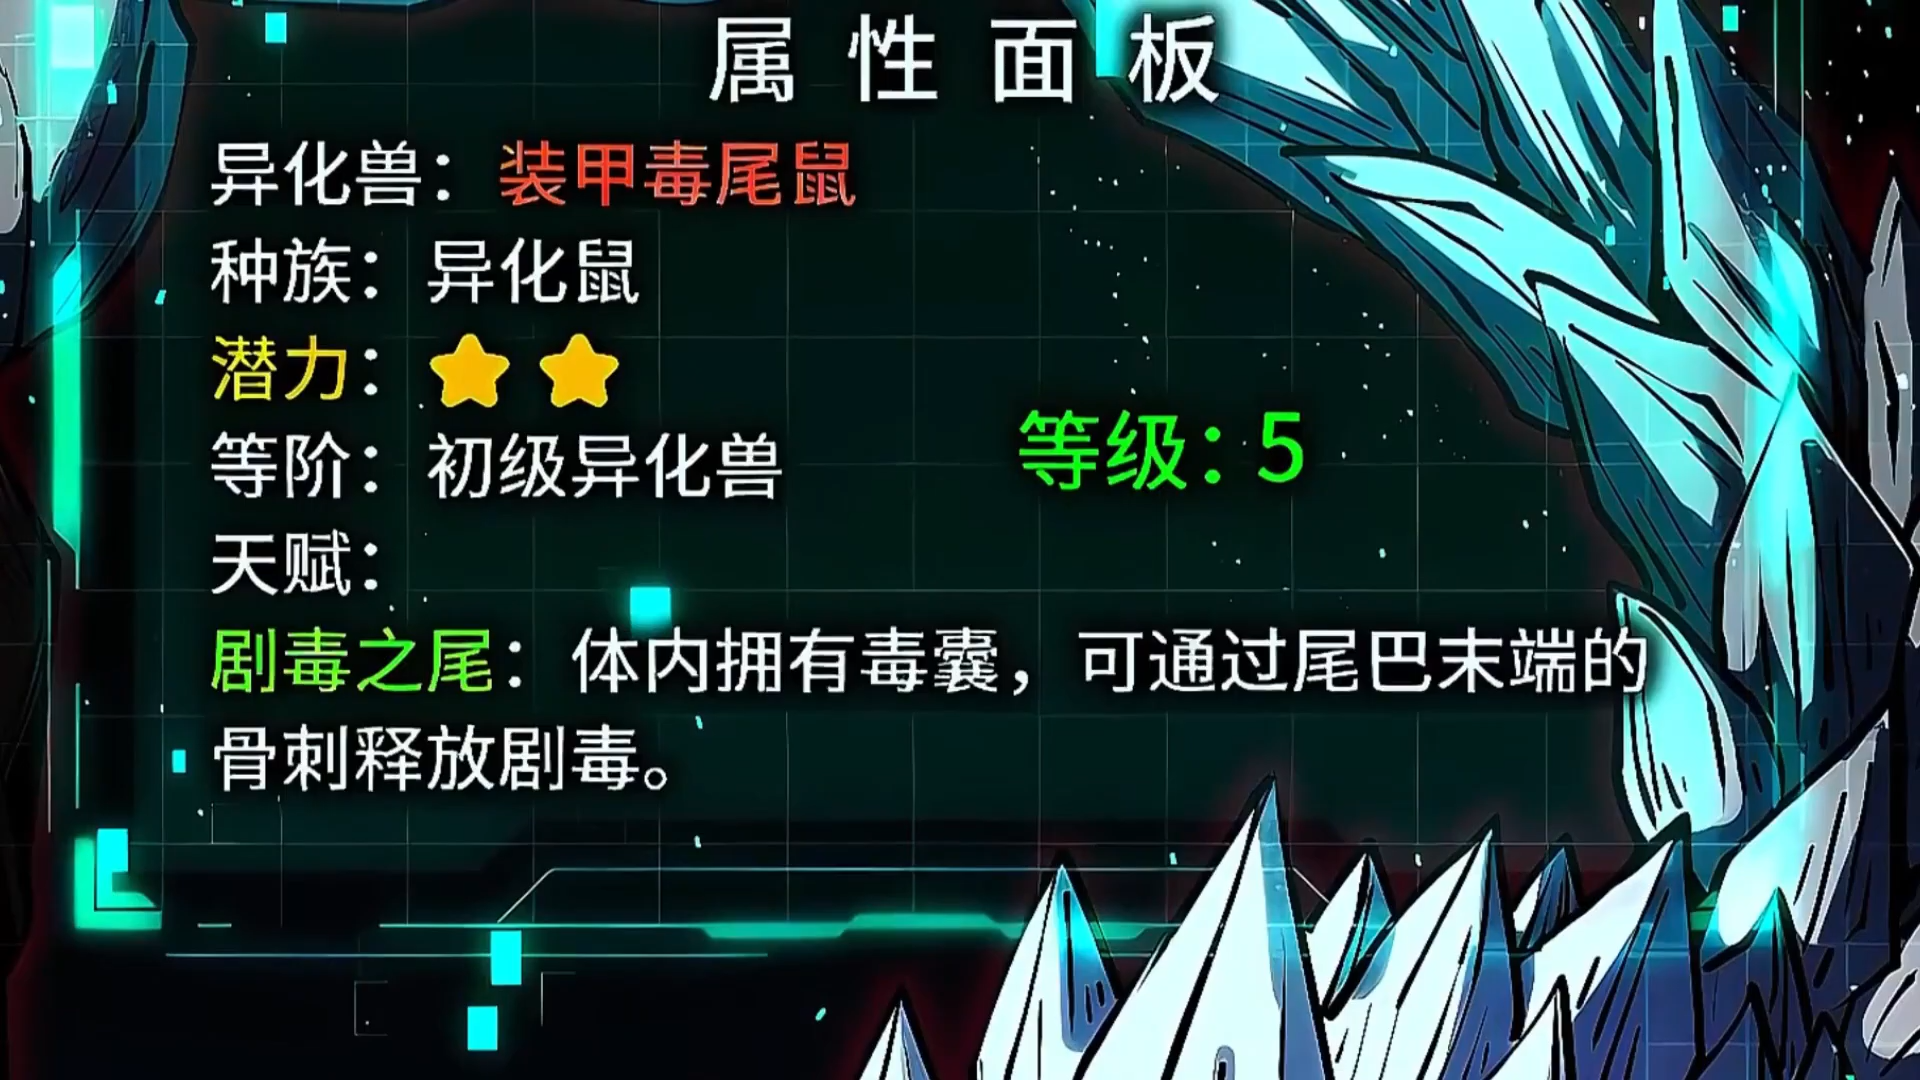 属性面板
异化兽：装甲毒尾鼠
种族：异化鼠
潜力：
等阶：初级异化兽
等级：5
天赋：
剧毒之尾：体内拥有毒囊，可通过尾巴末端的
骨刺释放剧毒。